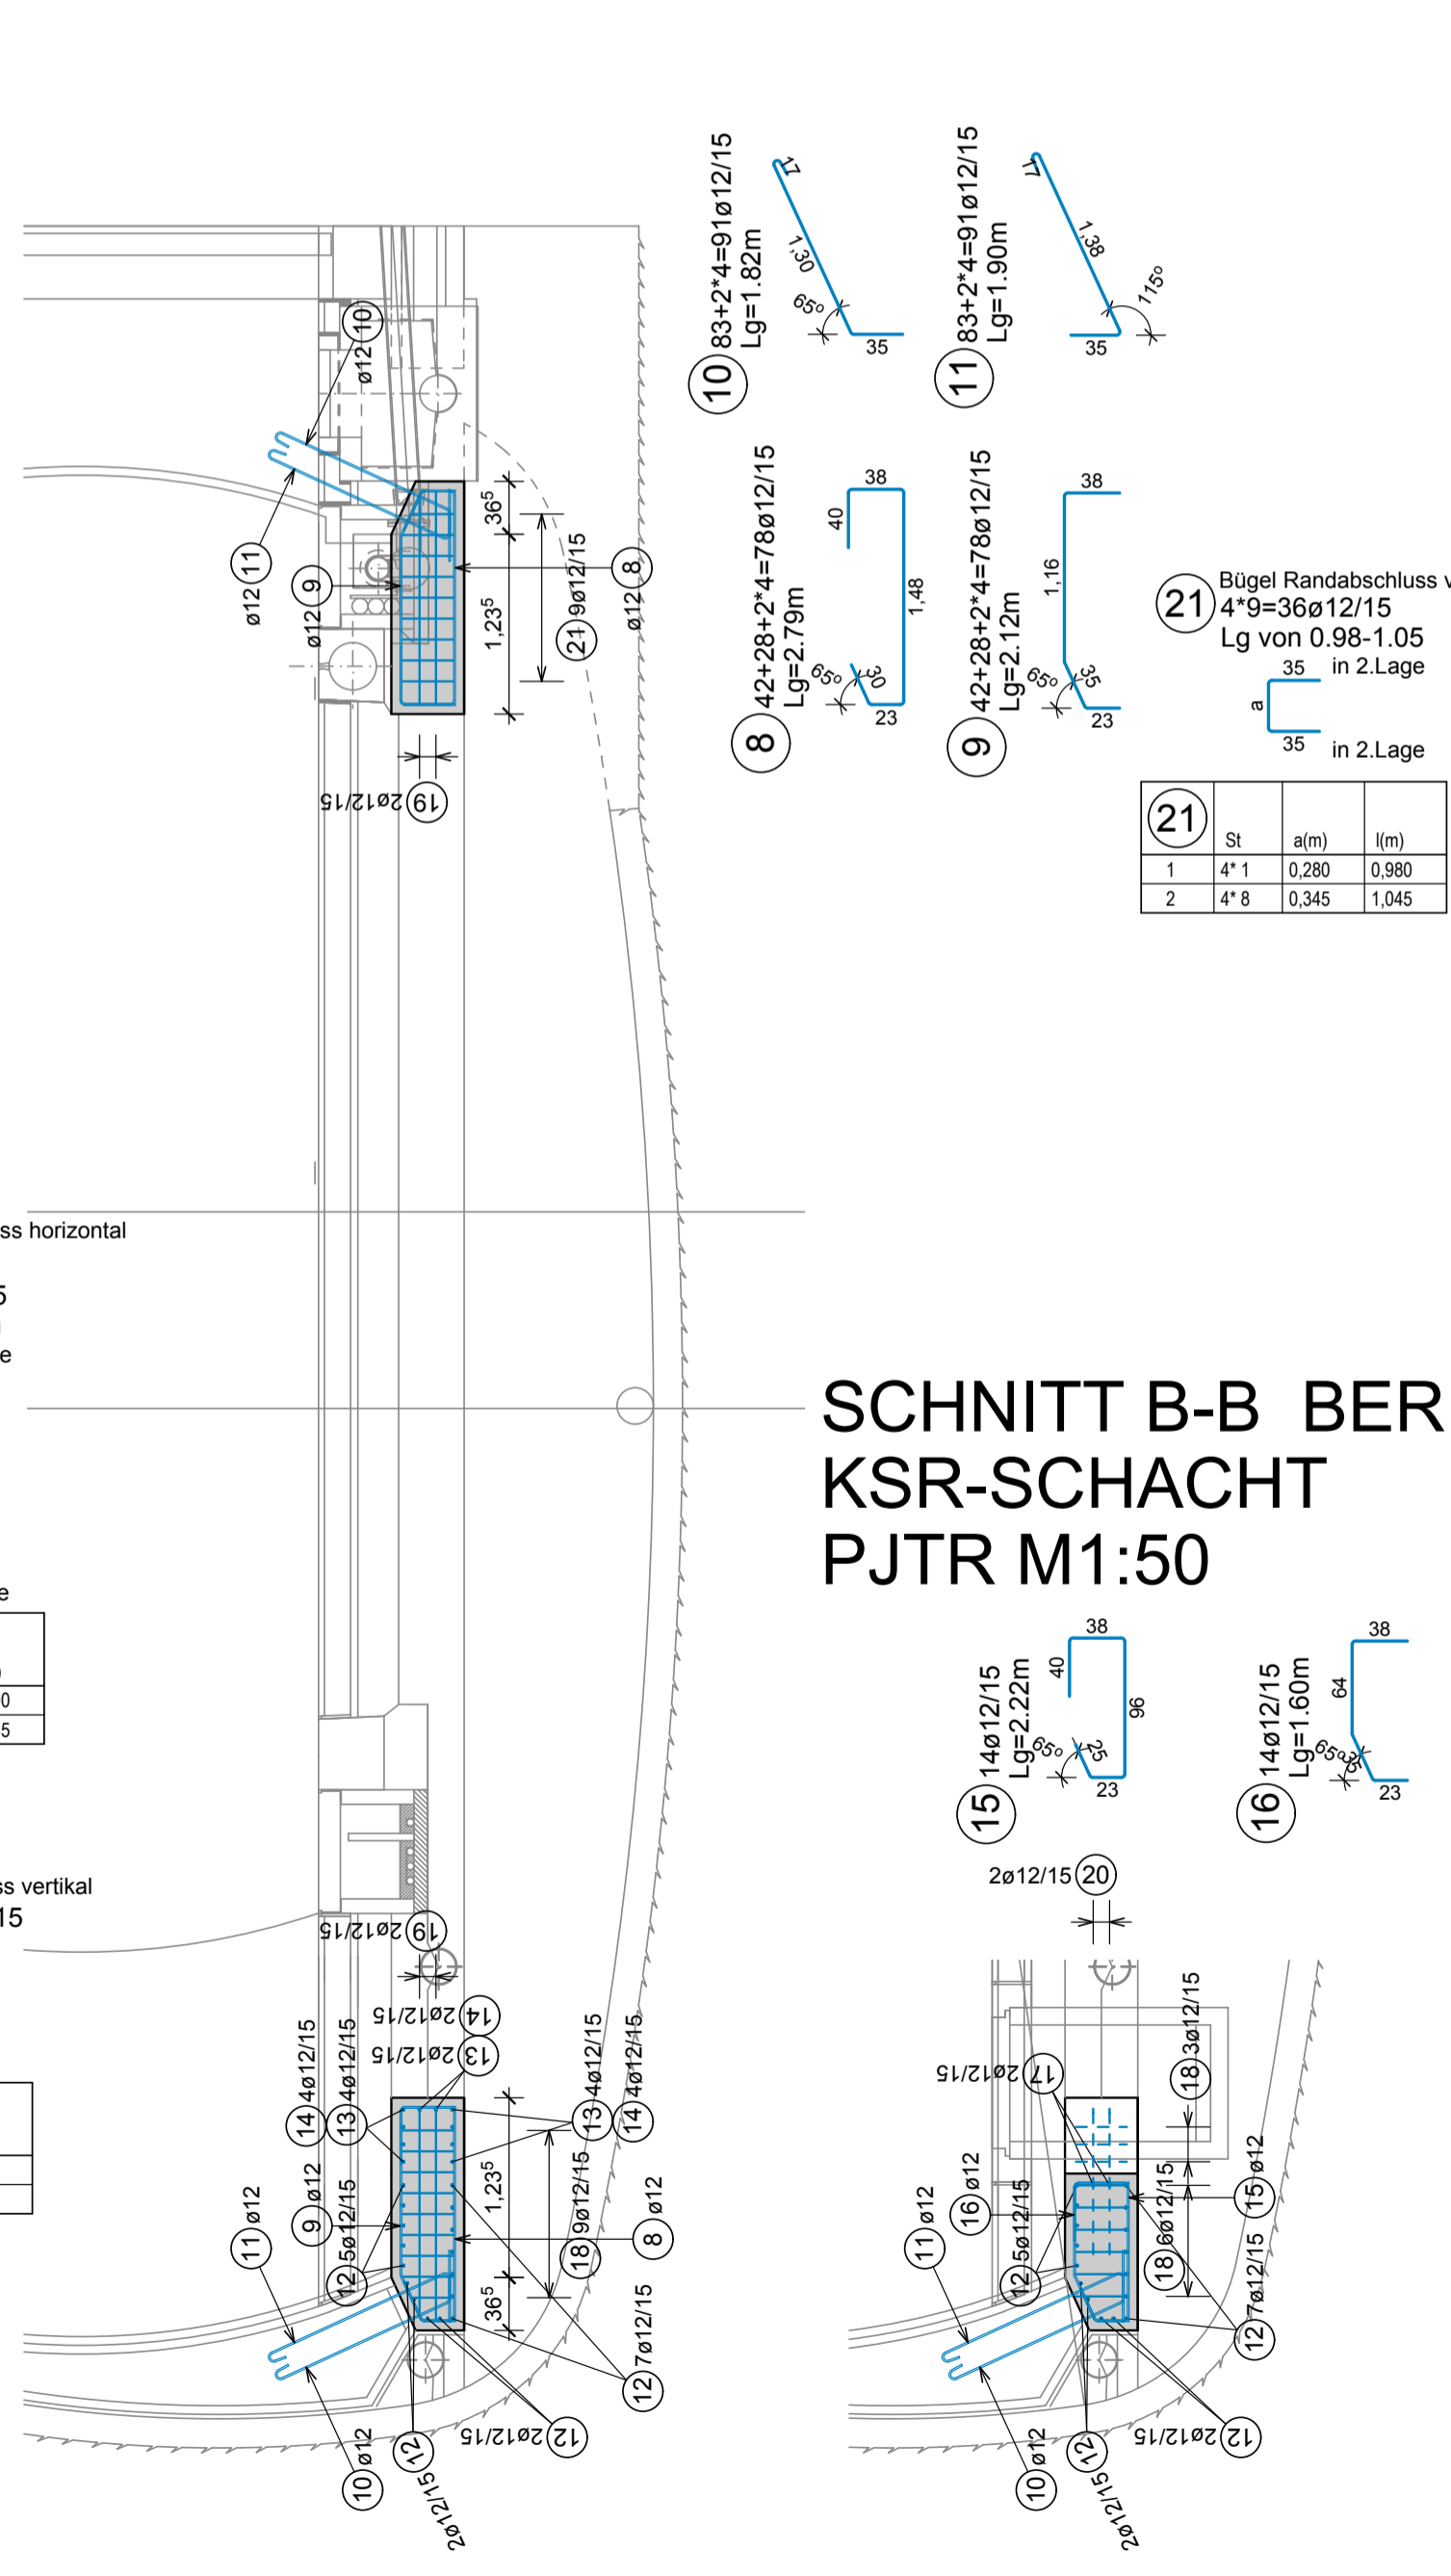 10
83+2*4=91ø12/15
Lg=1.82m
17
1,30
65°
35
11
83+2*4=91ø12/15
Lg=1.90m
17
1,38
115°
35
ø12 10
ø12 11
ø12 9
36⁵
1,23⁵
21 9ø12/15
ø12 8
19 2ø12/15
8
42+28+2*4=78ø12/15
Lg=2.79m
38
40
1,48
65°
30
23
9
42+28+2*4=78ø12/15
Lg=2.12m
38
1,16
65°
35
23
21
Bügel Randabschluss v
4*9=36ø12/15
Lg von 0.98-1.05
35 in 2.Lage
a
35 in 2.Lage
21 St a(m) l(m)
1 4* 1 0,280 0,980
2 4* 8 0,345 1,045
ss horizontal
5
e
SCHNITT B-B BER
KSR-SCHACHT
PJTR M1:50
e
0
5
ss vertikal
15
15
14ø12/15
Lg=2.22m
38
40
96
65°
25
23
16
14ø12/15
Lg=1.60m
38
64
65°
35
23
2ø12/15 20
19 2ø12/15
14 2ø12/15
13 2ø12/15
14 4ø12/15
13 4ø12/15
13 4ø12/15
14 4ø12/15
9 ø12
11 ø12
12 5ø12/15
1,23⁵
36⁵
18 9ø12/15
8 ø12
12 7ø12/15
12 2ø12/15
2ø12/15 12
10 ø12
17 2ø12/15
18 3ø12/15
16 ø12
11 ø12
12 5ø12/15
18 6ø12/15
15 ø12
12 7ø12/15
12 2ø12/15
2ø12/15 12
10 ø12